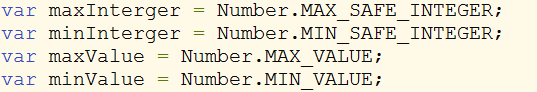 var maxInterger = Number.MAX_SAFE_INTEGER;
var minInterger = Number.MIN_SAFE_INTEGER;
var maxValue = Number.MAX_VALUE;
var minValue = Number.MIN_VALUE;